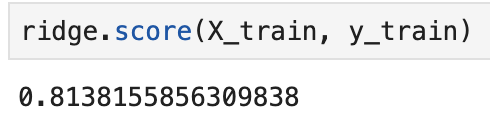 ridge.score(X_train, y_train)
0.8138155856309838